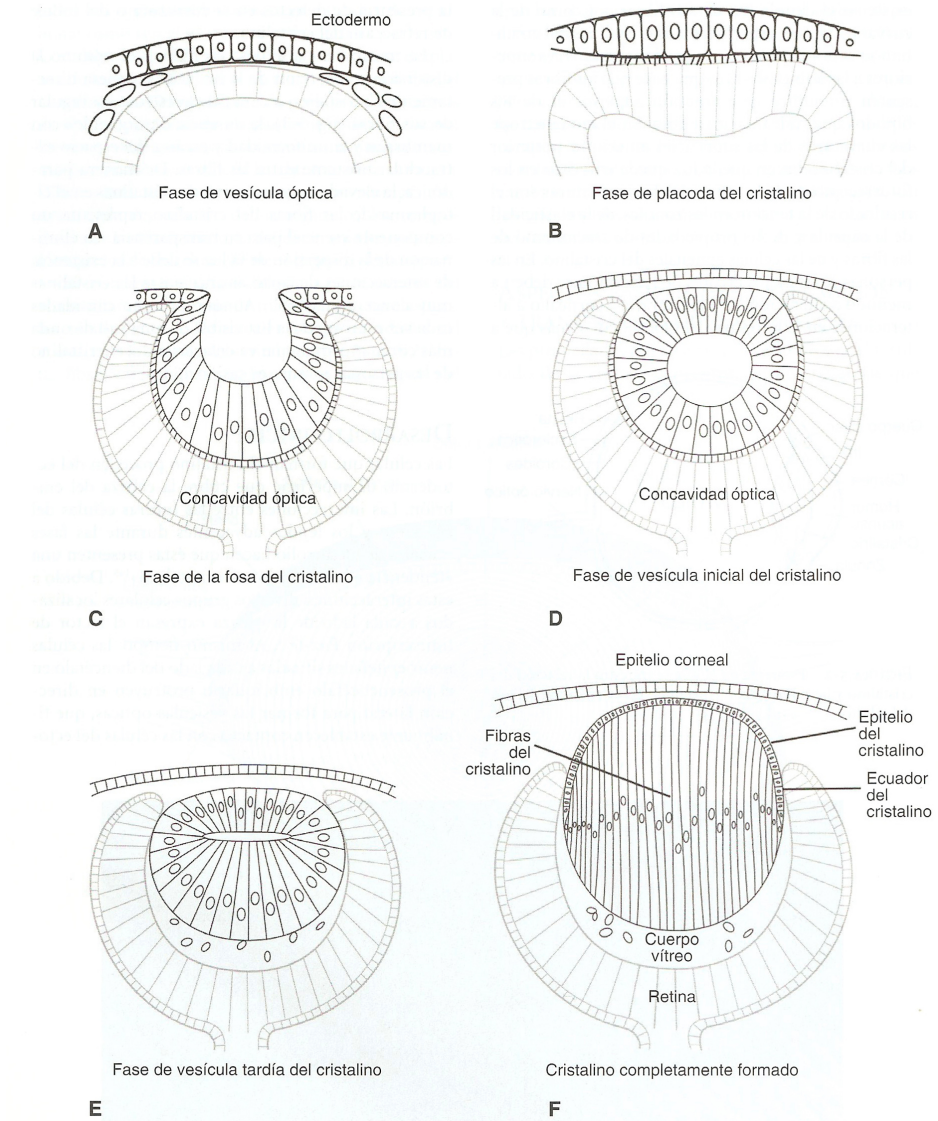 Ectodermo
Fase de vesícula óptica
A
Fase de placoda del cristalino
B
Concavidad óptica
Fase de la fosa del cristalino
C
Concavidad óptica
Fase de vesícula inicial del cristalino
D
Fase de vesícula tardía del cristalino
E
Epitelio corneal
Fibras
del
cristalino
Epitelio
del
cristalino
Ecuador
del
cristalino
Cuerpo
vítreo
Retina
Cristalino completamente formado
F